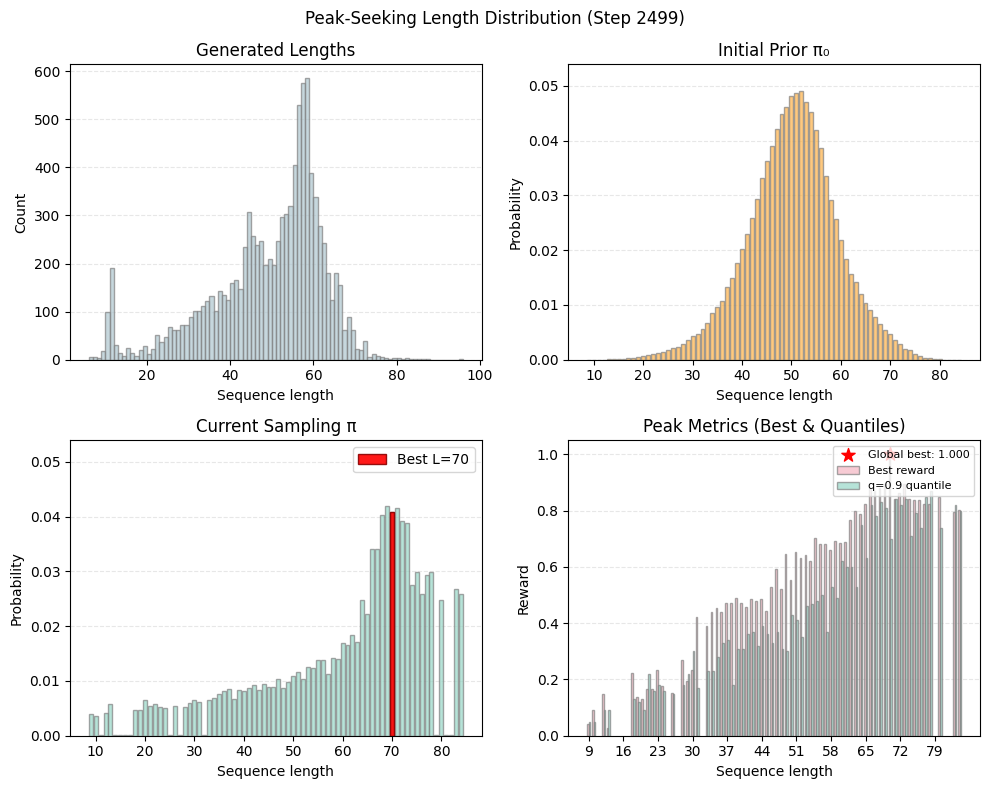 Peak-Seeking Length Distribution (Step 2499)
Generated Lengths
600
500
400
300
200
100
0
Count
20 40 60 80 100
Sequence length
Initial Prior π₀
0.05
0.04
0.03
0.02
0.01
0.00
Probability
10 20 30 40 50 60 70 80
Sequence length
Current Sampling π
Best L=70
0.05
0.04
0.03
0.02
0.01
0.00
Probability
10 20 30 40 50 60 70 80
Sequence length
Peak Metrics (Best & Quantiles)
Global best: 1.000
Best reward
q=0.9 quantile
1.0
0.8
0.6
0.4
0.2
0.0
Reward
9 16 23 30 37 44 51 58 65 72 79
Sequence length